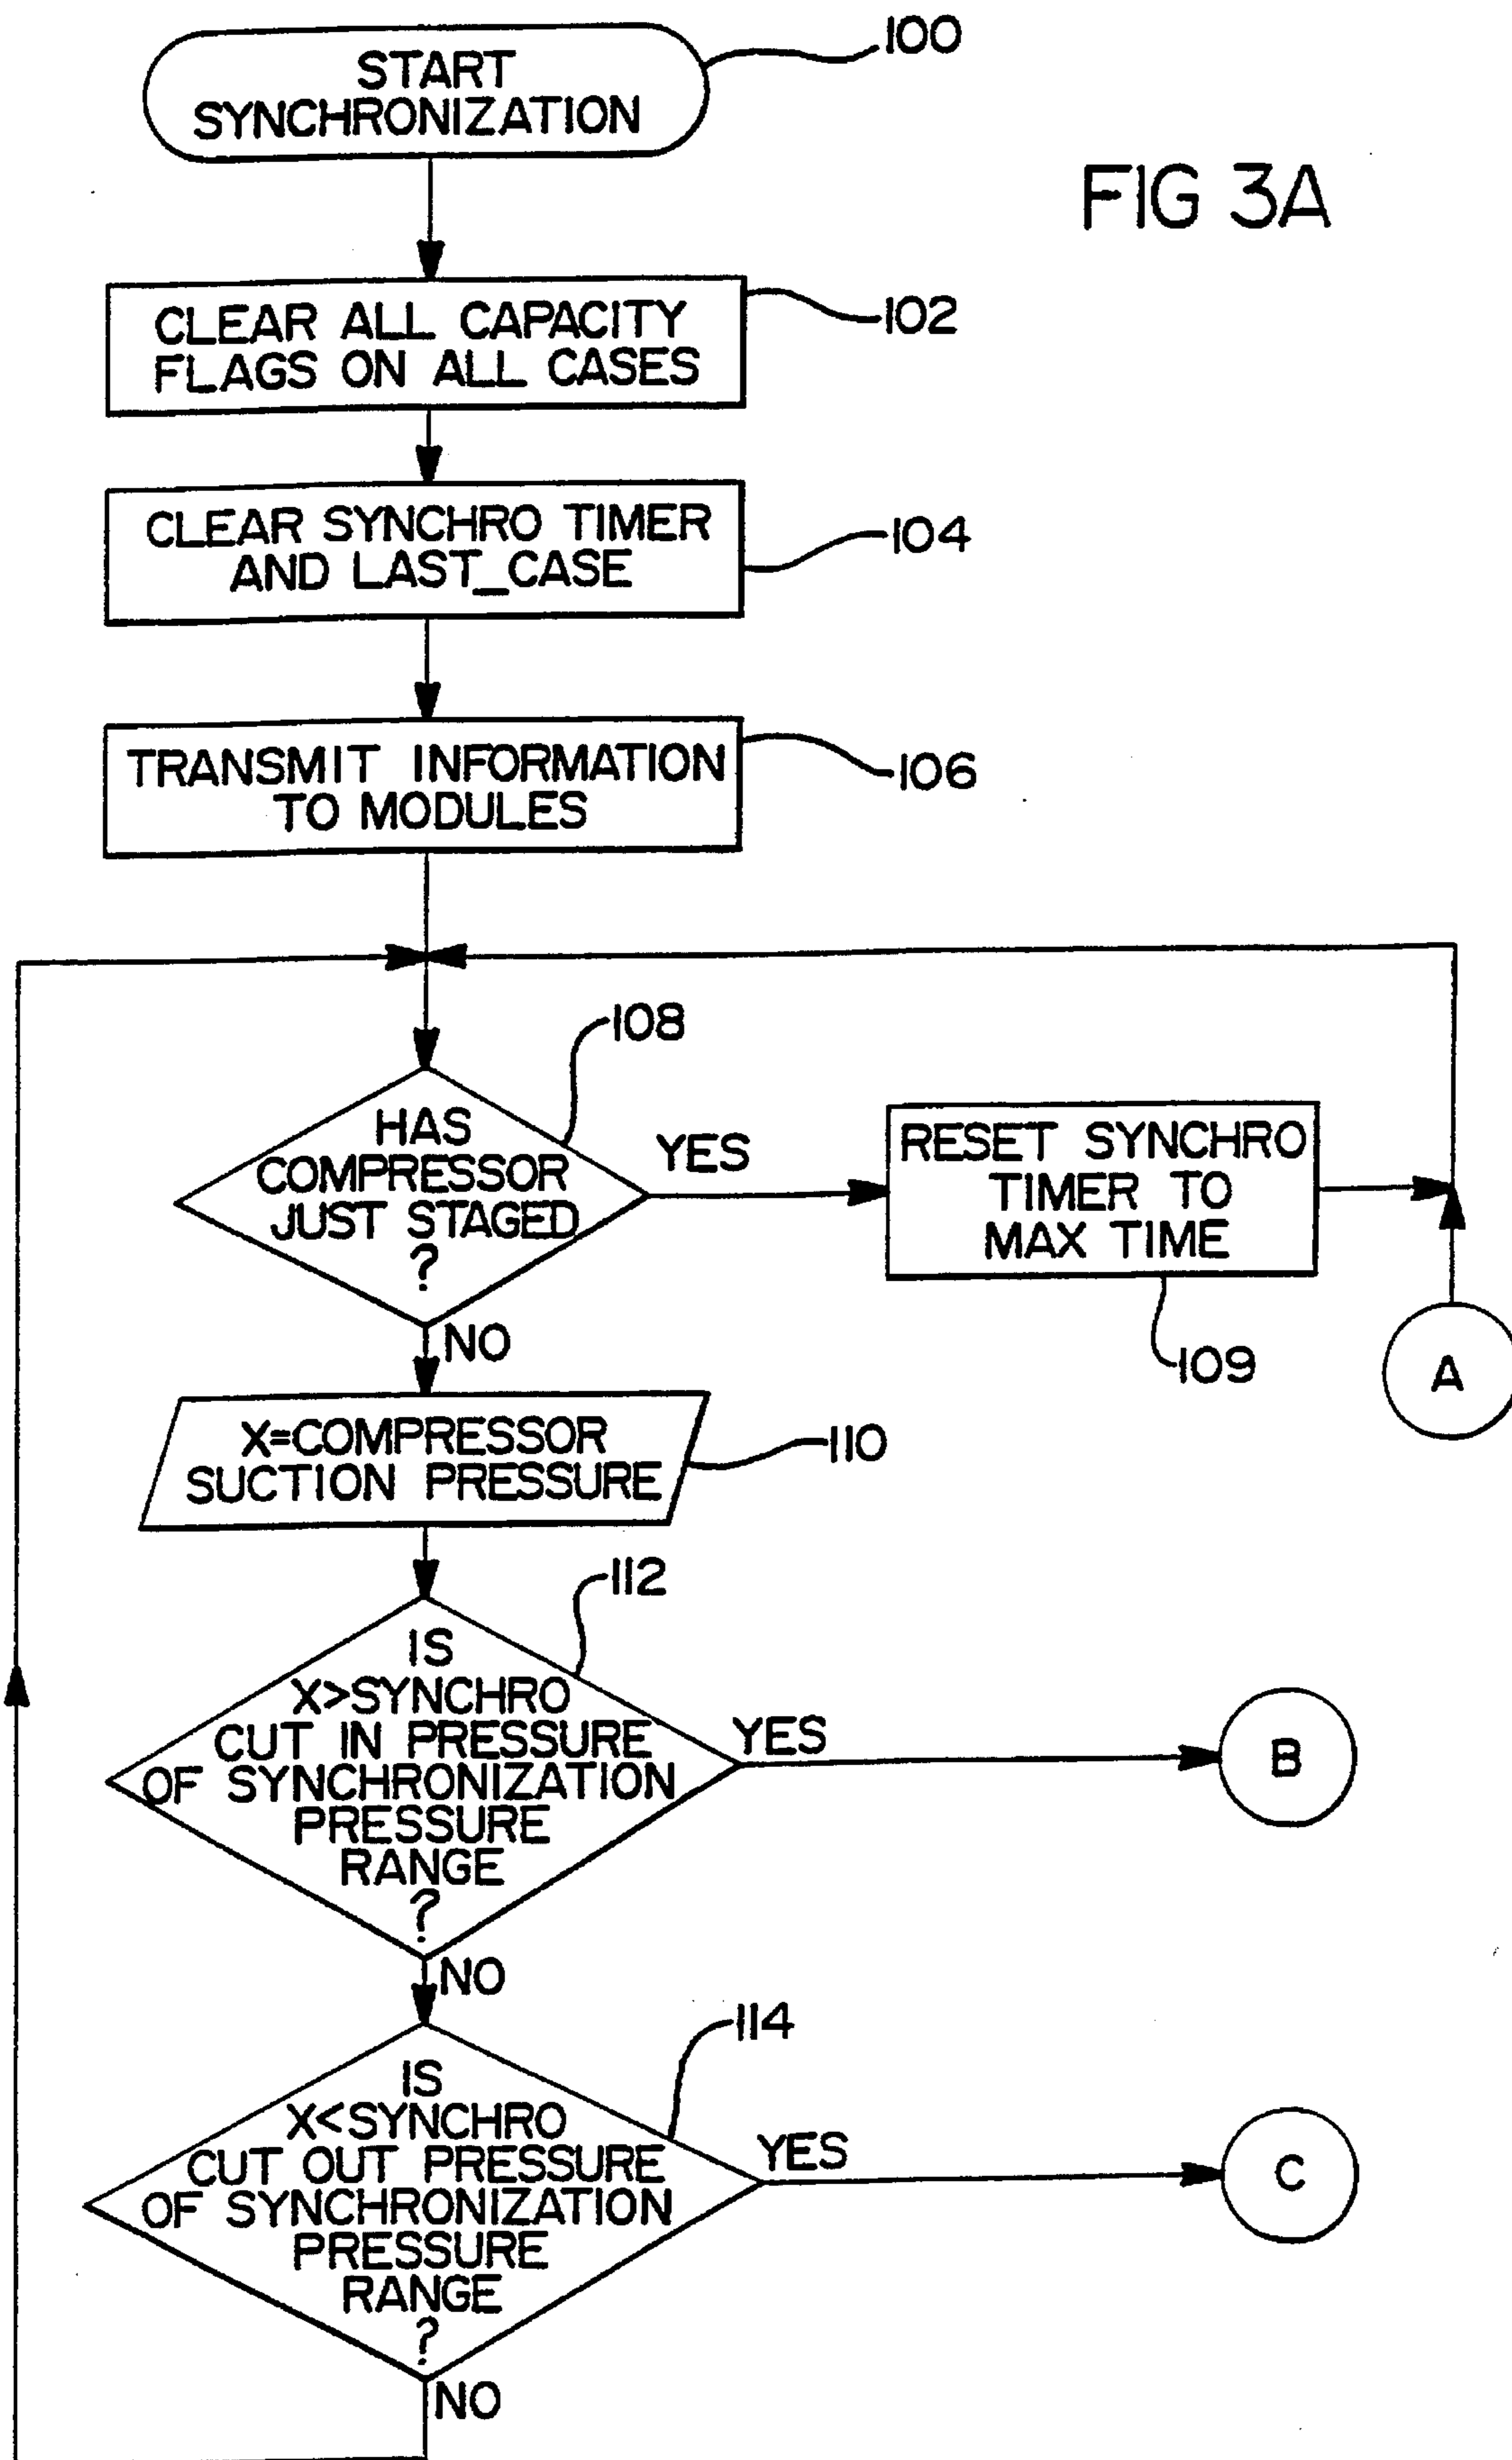 START
SYNCHRONIZATION
100
FIG 3A
CLEAR ALL CAPACITY
FLAGS ON ALL CASES
102
CLEAR SYNCHRO TIMER
AND LAST_CASE
104
TRANSMIT INFORMATION
TO MODULES
106
108
HAS
COMPRESSOR
JUST STAGED
?
YES
RESET SYNCHRO
TIMER TO
MAX TIME
109
A
NO
X=COMPRESSOR
SUCTION PRESSURE
110
112
IS
X>SYNCHRO
CUT IN PRESSURE
OF SYNCHRONIZATION
PRESSURE
RANGE
?
YES
B
NO
114
IS
X<SYNCHRO
CUT OUT PRESSURE
OF SYNCHRONIZATION
PRESSURE
RANGE
?
YES
C
NO